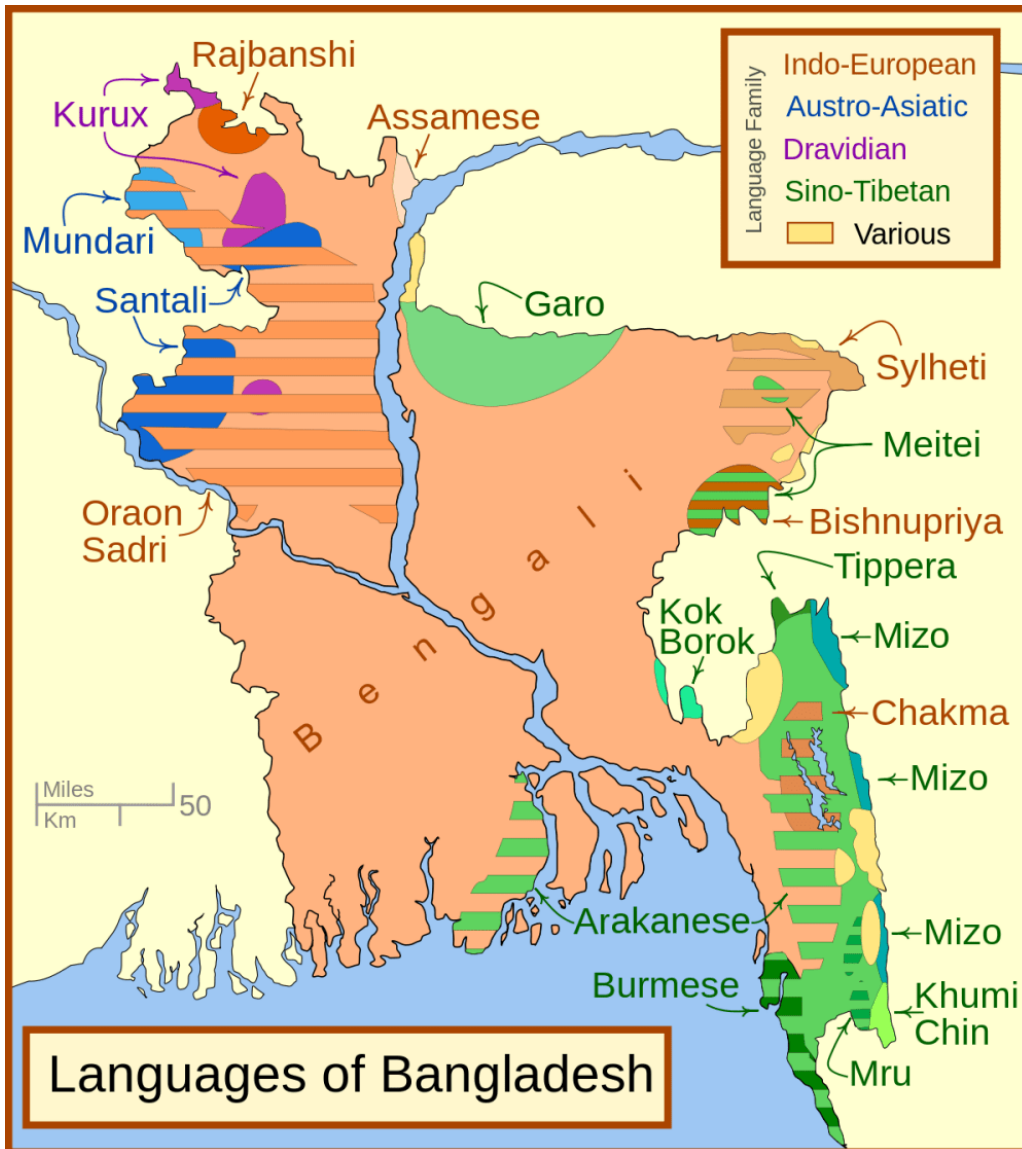 Rajbanshi
Kurux
Assamese
Language Family
Indo-European
Austro-Asiatic
Dravidian
Sino-Tibetan
Various
Mundari
Santali
Garo
Sylheti
Meitei
Oraon
Sadri
Bishnupriya
Tippera
Kok
Borok
Mizo
Bengali
Chakma
Mizo
Miles
Km
50
Arakanese
Mizo
Burmese
Khumi
Chin
Mru
Languages of Bangladesh